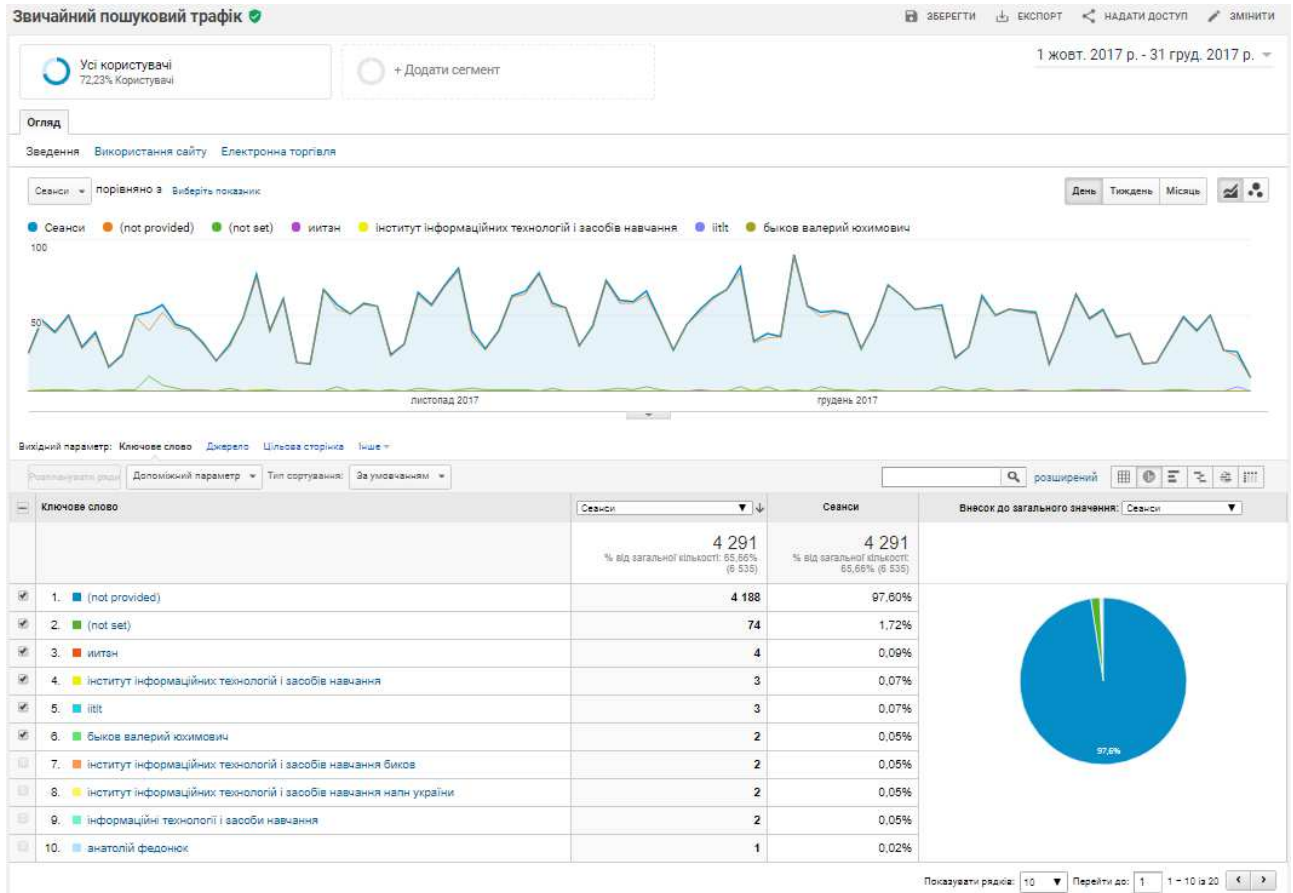 Звичайний пошуковий трафік
ЗБЕРЕГТИ ЕКСПОРТ НАДАТИ ДОСТУП ЗМІНИТИ
Усі користувачі
72,23% Користувачі
+ Додати сегмент
1 жовт. 2017 р. - 31 груд. 2017 р.
Огляд
Зведення Використання сайту Електронна торгівля
Сеанси порівняно з Виберіть показник
День Тиждень Місяць
Сеанси (not provided) (not set) иитзн інститут інформаційних технологій і засобів навчання iitlt быков валерий юхимович
100
50
листопад 2017 грудень 2017
Вихідний параметр: Ключове слово Джерело Цільова сторінка Інше
Допоміжний параметр Тип сортування: За умовчанням розширений
Ключове слово Сеанси Сеанси Внесок до загального значення: Сеанси
4 291 4 291
% від загальної кількості: 65,66% (6 535) % від загальної кількості: 65,66% (6 535)
1. (not provided) 4 188 97,60%
2. (not set) 74 1,72%
3. иитзн 4 0,09%
4. інститут інформаційних технологій і засобів навчання 3 0,07%
5. iitlt 3 0,07%
6. быков валерий юхимович 2 0,05%
7. інститут інформаційних технологій і засобів навчання биков 2 0,05%
8. інститут інформаційних технологій і засобів навчання напн україни 2 0,05%
9. інформаційні технології і засоби навчання 2 0,05%
10. анатолій федонюк 1 0,02%
97,6%
Показувати рядків: 10 Перейти до: 1 1 – 10 із 20